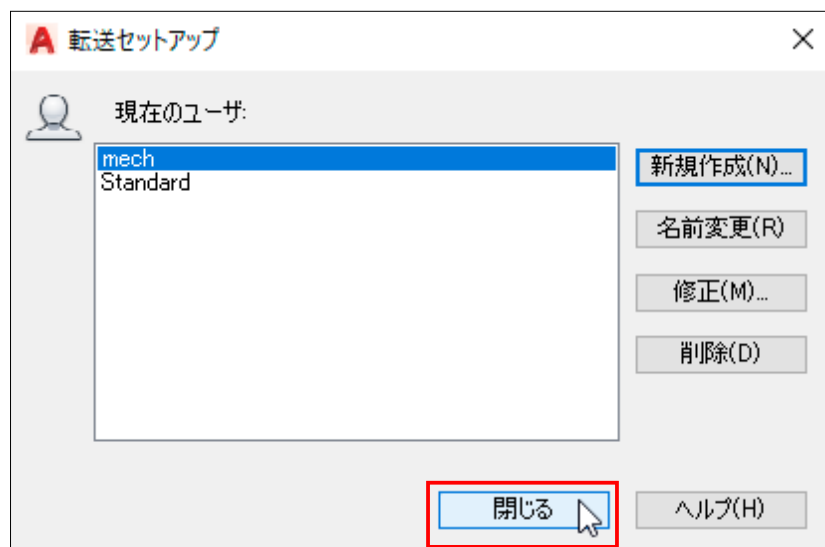 転送セットアップ
現在のユーザ:
mech
Standard
新規作成(N)...
名前変更(R)
修正(M)...
削除(D)
閉じる
ヘルプ(H)